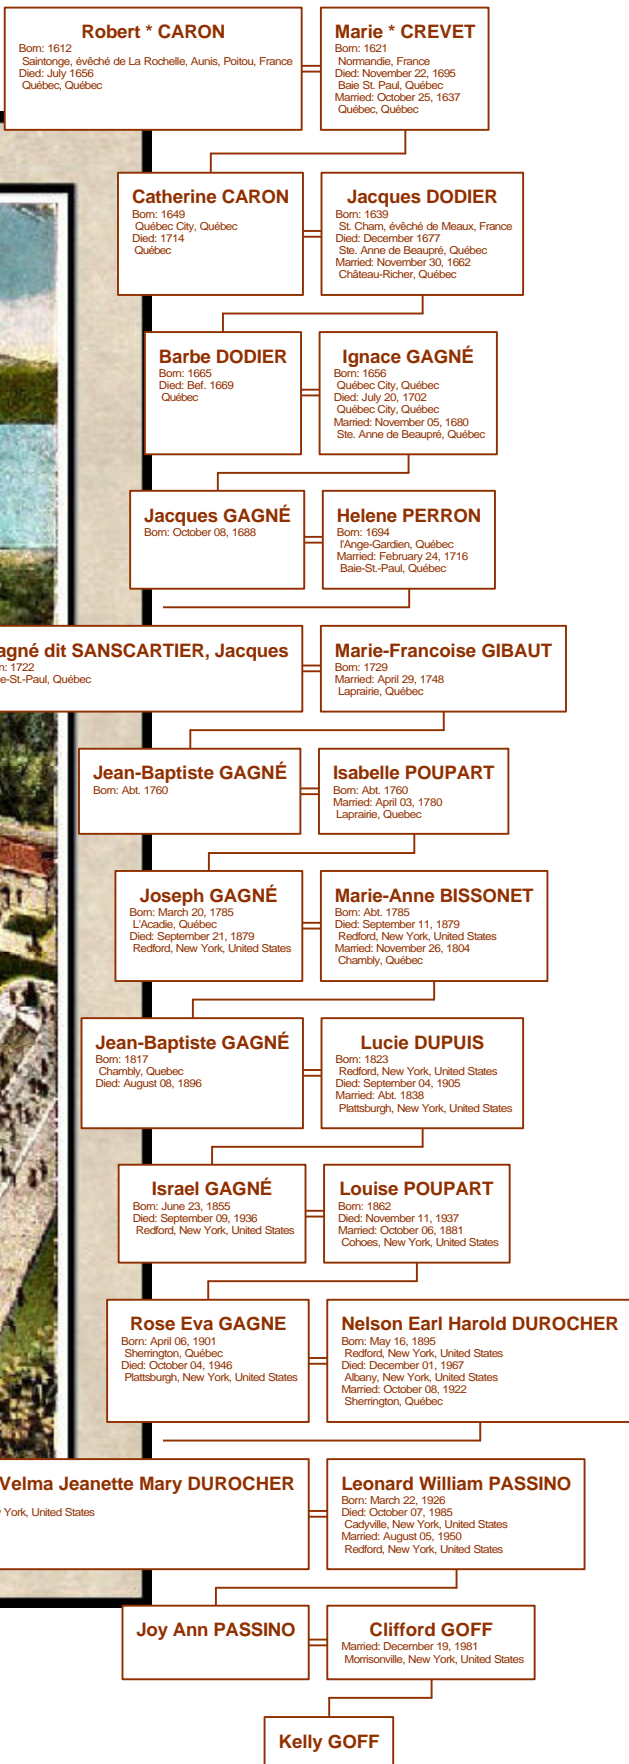 Robert * CARON
Born: 1612
Saintonge, évêché de La Rochelle, Aunis, Poitou, France
Died: July 1656
Québec, Québec
Marie * CREVET
Born: 1621
Normandie, France
Died: November 22, 1695
Baie St. Paul, Québec
Married: October 25, 1637
Québec, Québec
Catherine CARON
Born: 1649
Québec City, Québec
Died: 1714
Québec
Jacques DODIER
Born: 1639
St. Cham, évêché de Meaux, France
Died: December 1677
Ste. Anne de Beaupré, Québec
Married: November 30, 1662
Château-Richer, Québec
Barbe DODIER
Born: 1665
Died: Bef. 1669
Québec
Ignace GAGNÉ
Born: 1656
Québec City, Québec
Died: July 20, 1702
Québec City, Québec
Married: November 05, 1680
Ste. Anne de Beaupré, Québec
Jacques GAGNÉ
Born: October 08, 1688
Helene PERRON
Born: 1694
l'Ange-Gardien, Québec
Married: February 24, 1716
Baie-St.-Paul, Québec
agné dit SANSCARTIER, Jacques
n: 1722
e-St.-Paul, Québec
Marie-Francoise GIBAUT
Born: 1729
Married: April 29, 1748
Laprairie, Québec
Jean-Baptiste GAGNÉ
Born: Abt. 1760
Isabelle POUPART
Born: Abt. 1760
Married: April 03, 1780
Laprairie, Quebec
Joseph GAGNÉ
Born: March 20, 1785
L'Acadie, Québec
Died: September 21, 1879
Redford, New York, United States
Marie-Anne BISSONET
Born: Abt. 1785
Died: September 11, 1879
Redford, New York, United States
Married: November 26, 1804
Chambly, Québec
Jean-Baptiste GAGNÉ
Born: 1817
Chambly, Quebec
Died: August 08, 1896
Lucie DUPUIS
Born: 1823
Redford, New York, United States
Died: September 04, 1905
Married: Abt. 1838
Plattsburgh, New York, United States
Israel GAGNÉ
Born: June 23, 1855
Died: September 09, 1936
Redford, New York, United States
Louise POUPART
Born: 1862
Died: November 11, 1937
Married: October 06, 1881
Cohoes, New York, United States
Rose Eva GAGNE
Born: April 06, 1901
Sherrington, Québec
Died: October 04, 1946
Plattsburgh, New York, United States
Nelson Earl Harold DUROCHER
Born: May 16, 1895
Redford, New York, United States
Died: December 01, 1967
Albany, New York, United States
Married: October 08, 1922
Sherrington, Québec
Velma Jeanette Mary DUROCHER
York, United States
Leonard William PASSINO
Born: March 22, 1926
Died: October 07, 1985
Cadyville, New York, United States
Married: August 05, 1950
Redford, New York, United States
Joy Ann PASSINO
Clifford GOFF
Married: December 19, 1981
Morrisonville, New York, United States
Kelly GOFF